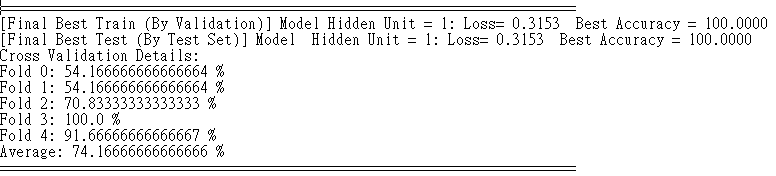 [Final Best Train (By Validation)] Model Hidden Unit = 1: Loss= 0.3153  Best Accuracy = 100.0000
[Final Best Test (By Test Set)] Model  Hidden Unit = 1: Loss= 0.3153  Best Accuracy = 100.0000
Cross Validation Details:
Fold 0: 54.166666666666664 %
Fold 1: 54.166666666666664 %
Fold 2: 70.83333333333333 %
Fold 3: 100.0 %
Fold 4: 91.66666666666667 %
Average: 74.16666666666666 %